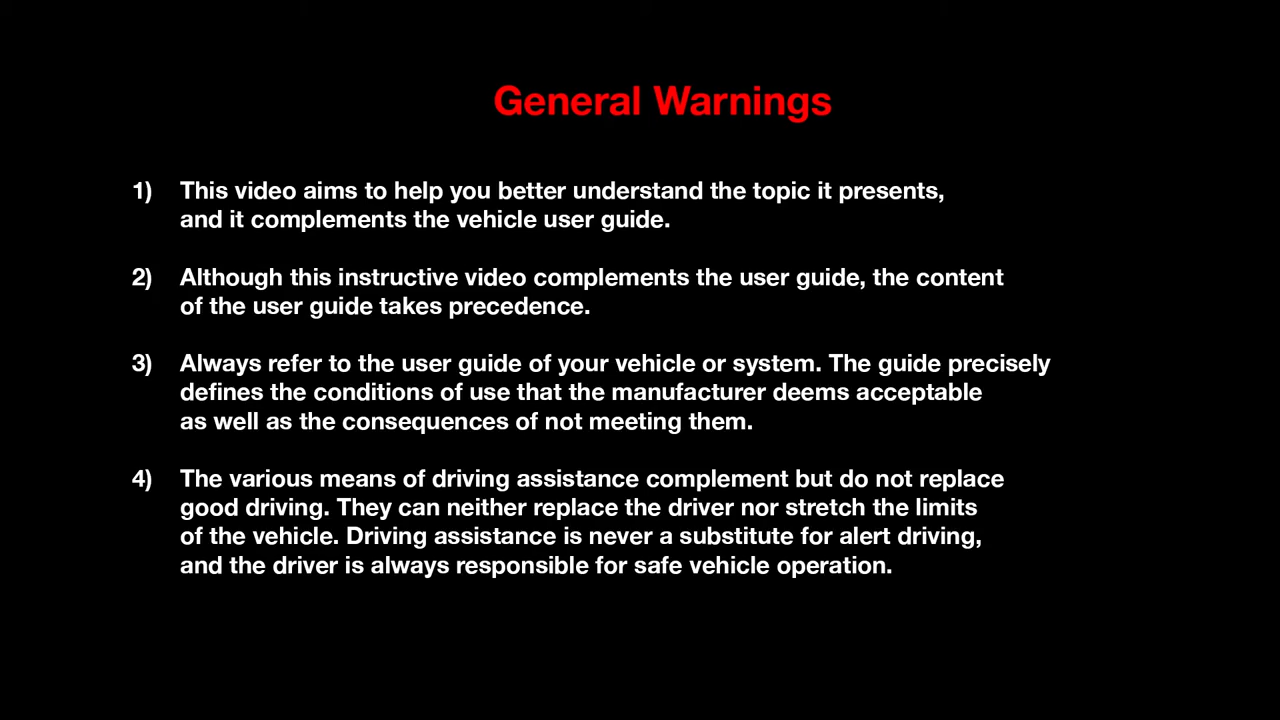 General Warnings
1) This video aims to help you better understand the topic it presents,
and it complements the vehicle user guide.
2) Although this instructive video complements the user guide, the content
of the user guide takes precedence.
3) Always refer to the user guide of your vehicle or system. The guide precisely
defines the conditions of use that the manufacturer deems acceptable
as well as the consequences of not meeting them.
4) The various means of driving assistance complement but do not replace
good driving. They can neither replace the driver nor stretch the limits
of the vehicle. Driving assistance is never a substitute for alert driving,
and the driver is always responsible for safe vehicle operation.